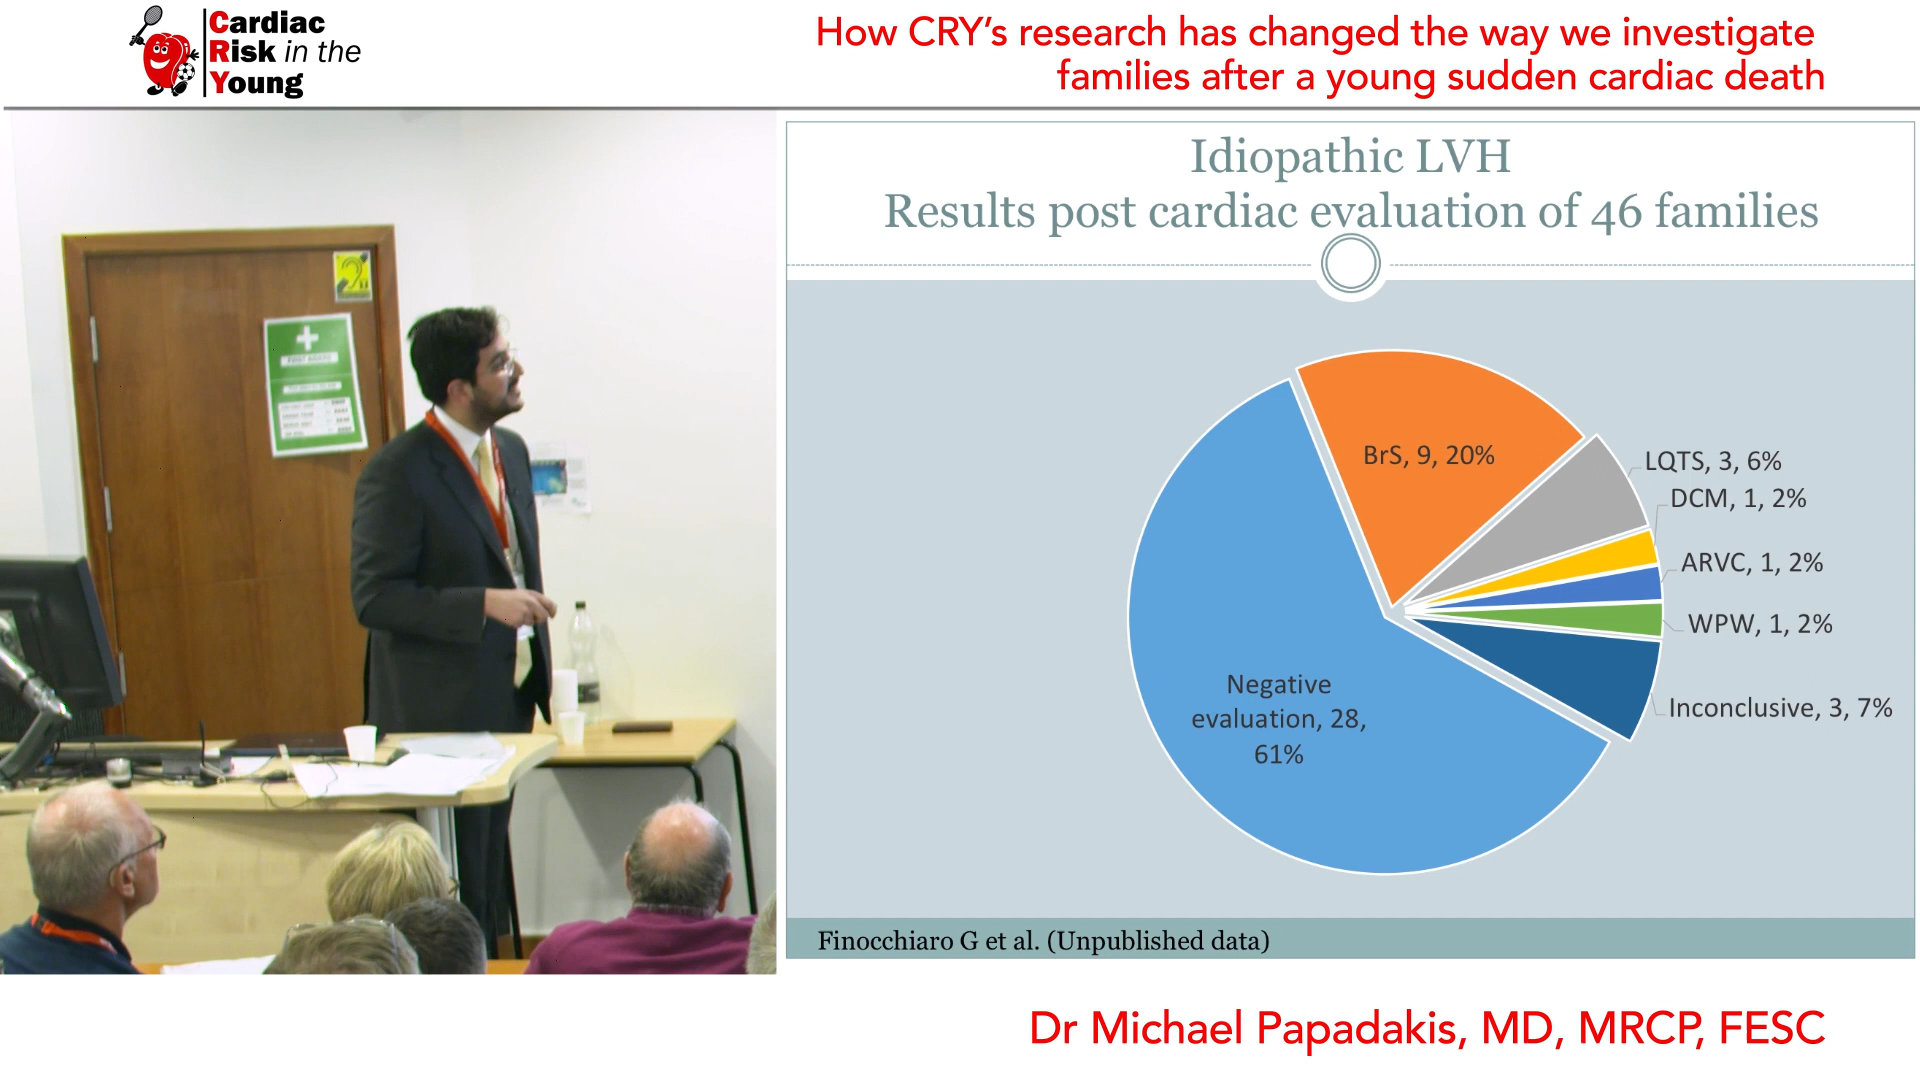 Cardiac
Risk in the
Young
How CRY's research has changed the way we investigate
families after a young sudden cardiac death
Idiopathic LVH
Results post cardiac evaluation of 46 families
BrS, 9, 20%
LQTS, 3, 6%
DCM, 1, 2%
ARVC, 1, 2%
WPW, 1, 2%
Inconclusive, 3, 7%
Negative
evaluation, 28,
61%
Finocchiaro G et al. (Unpublished data)
Dr Michael Papadakis, MD, MRCP, FESC